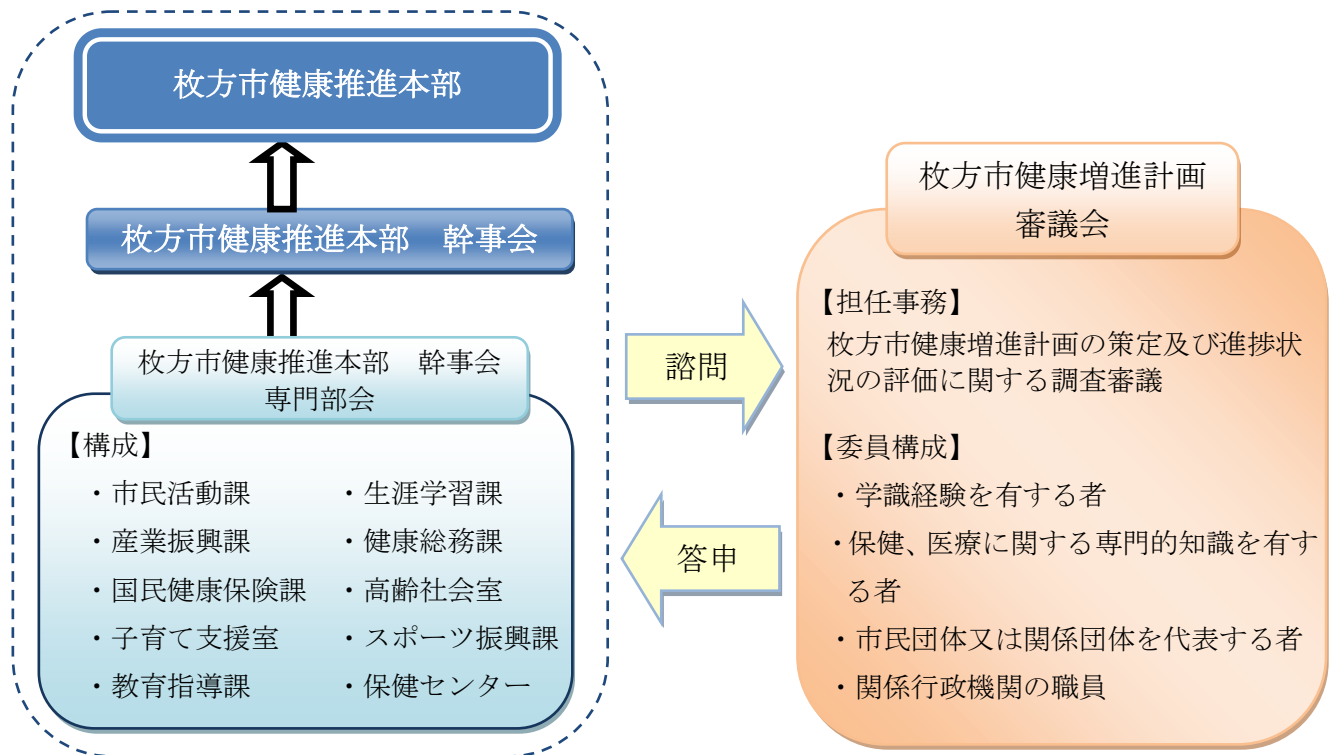 枚方市健康推進本部
枚方市健康推進本部　幹事会
枚方市健康推進本部　幹事会
専門部会
【構成】
・市民活動課
・産業振興課
・国民健康保険課
・子育て支援室
・教育指導課
・生涯学習課
・健康総務課
・高齢社会室
・スポーツ振興課
・保健センター
諮問
答申
枚方市健康増進計画
審議会
【担任事務】
枚方市健康増進計画の策定及び進捗状
況の評価に関する調査審議
【委員構成】
・学識経験を有する者
・保健、医療に関する専門的知識を有す
る者
・市民団体又は関係団体を代表する者
・関係行政機関の職員